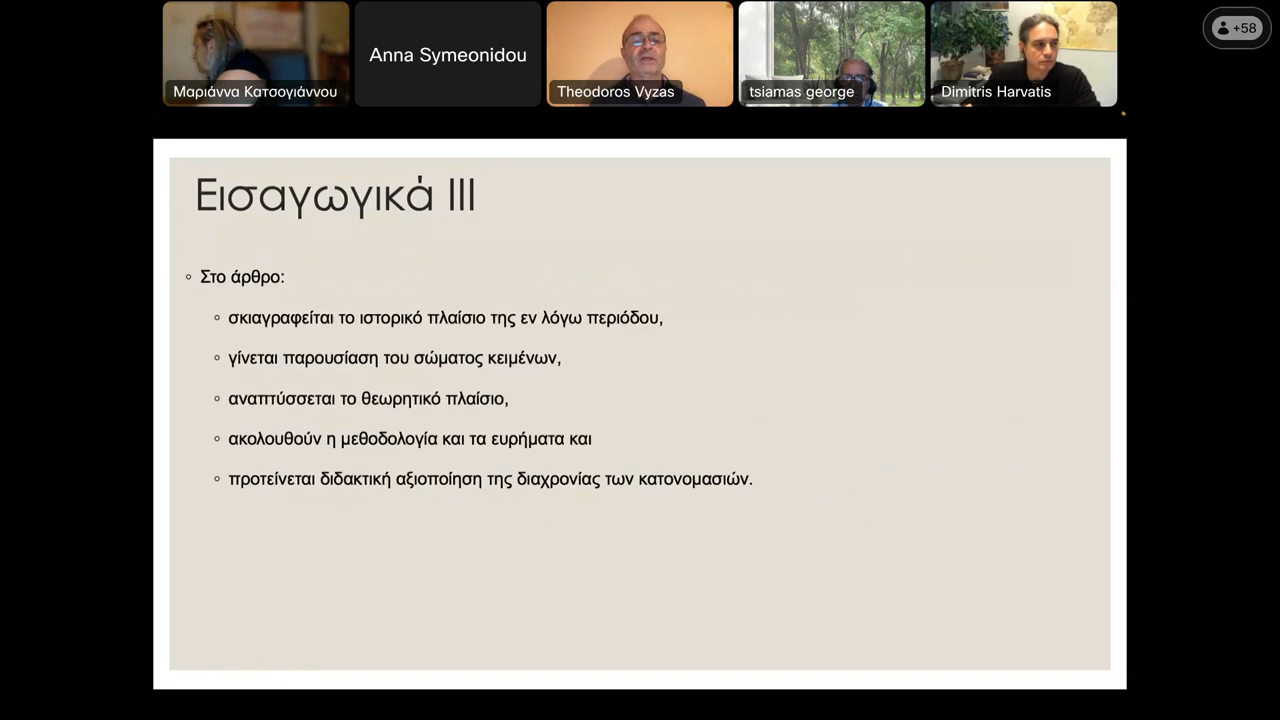 Μαριάννα Κατσογιάννου
Anna Symeonidou
Theodoros Vyzas
tsiamas george
Dimitris Harvatis
+58
Εισαγωγικά III
Στο άρθρο:
σκιαγραφείται το ιστορικό πλαίσιο της εν λόγω περιόδου,
γίνεται παρουσίαση του σώματος κειμένων,
αναπτύσσεται το θεωρητικό πλαίσιο,
ακολουθούν η μεθοδολογία και τα ευρήματα και
προτείνεται διδακτική αξιοποίηση της διαχρονίας των κατονομασιών.